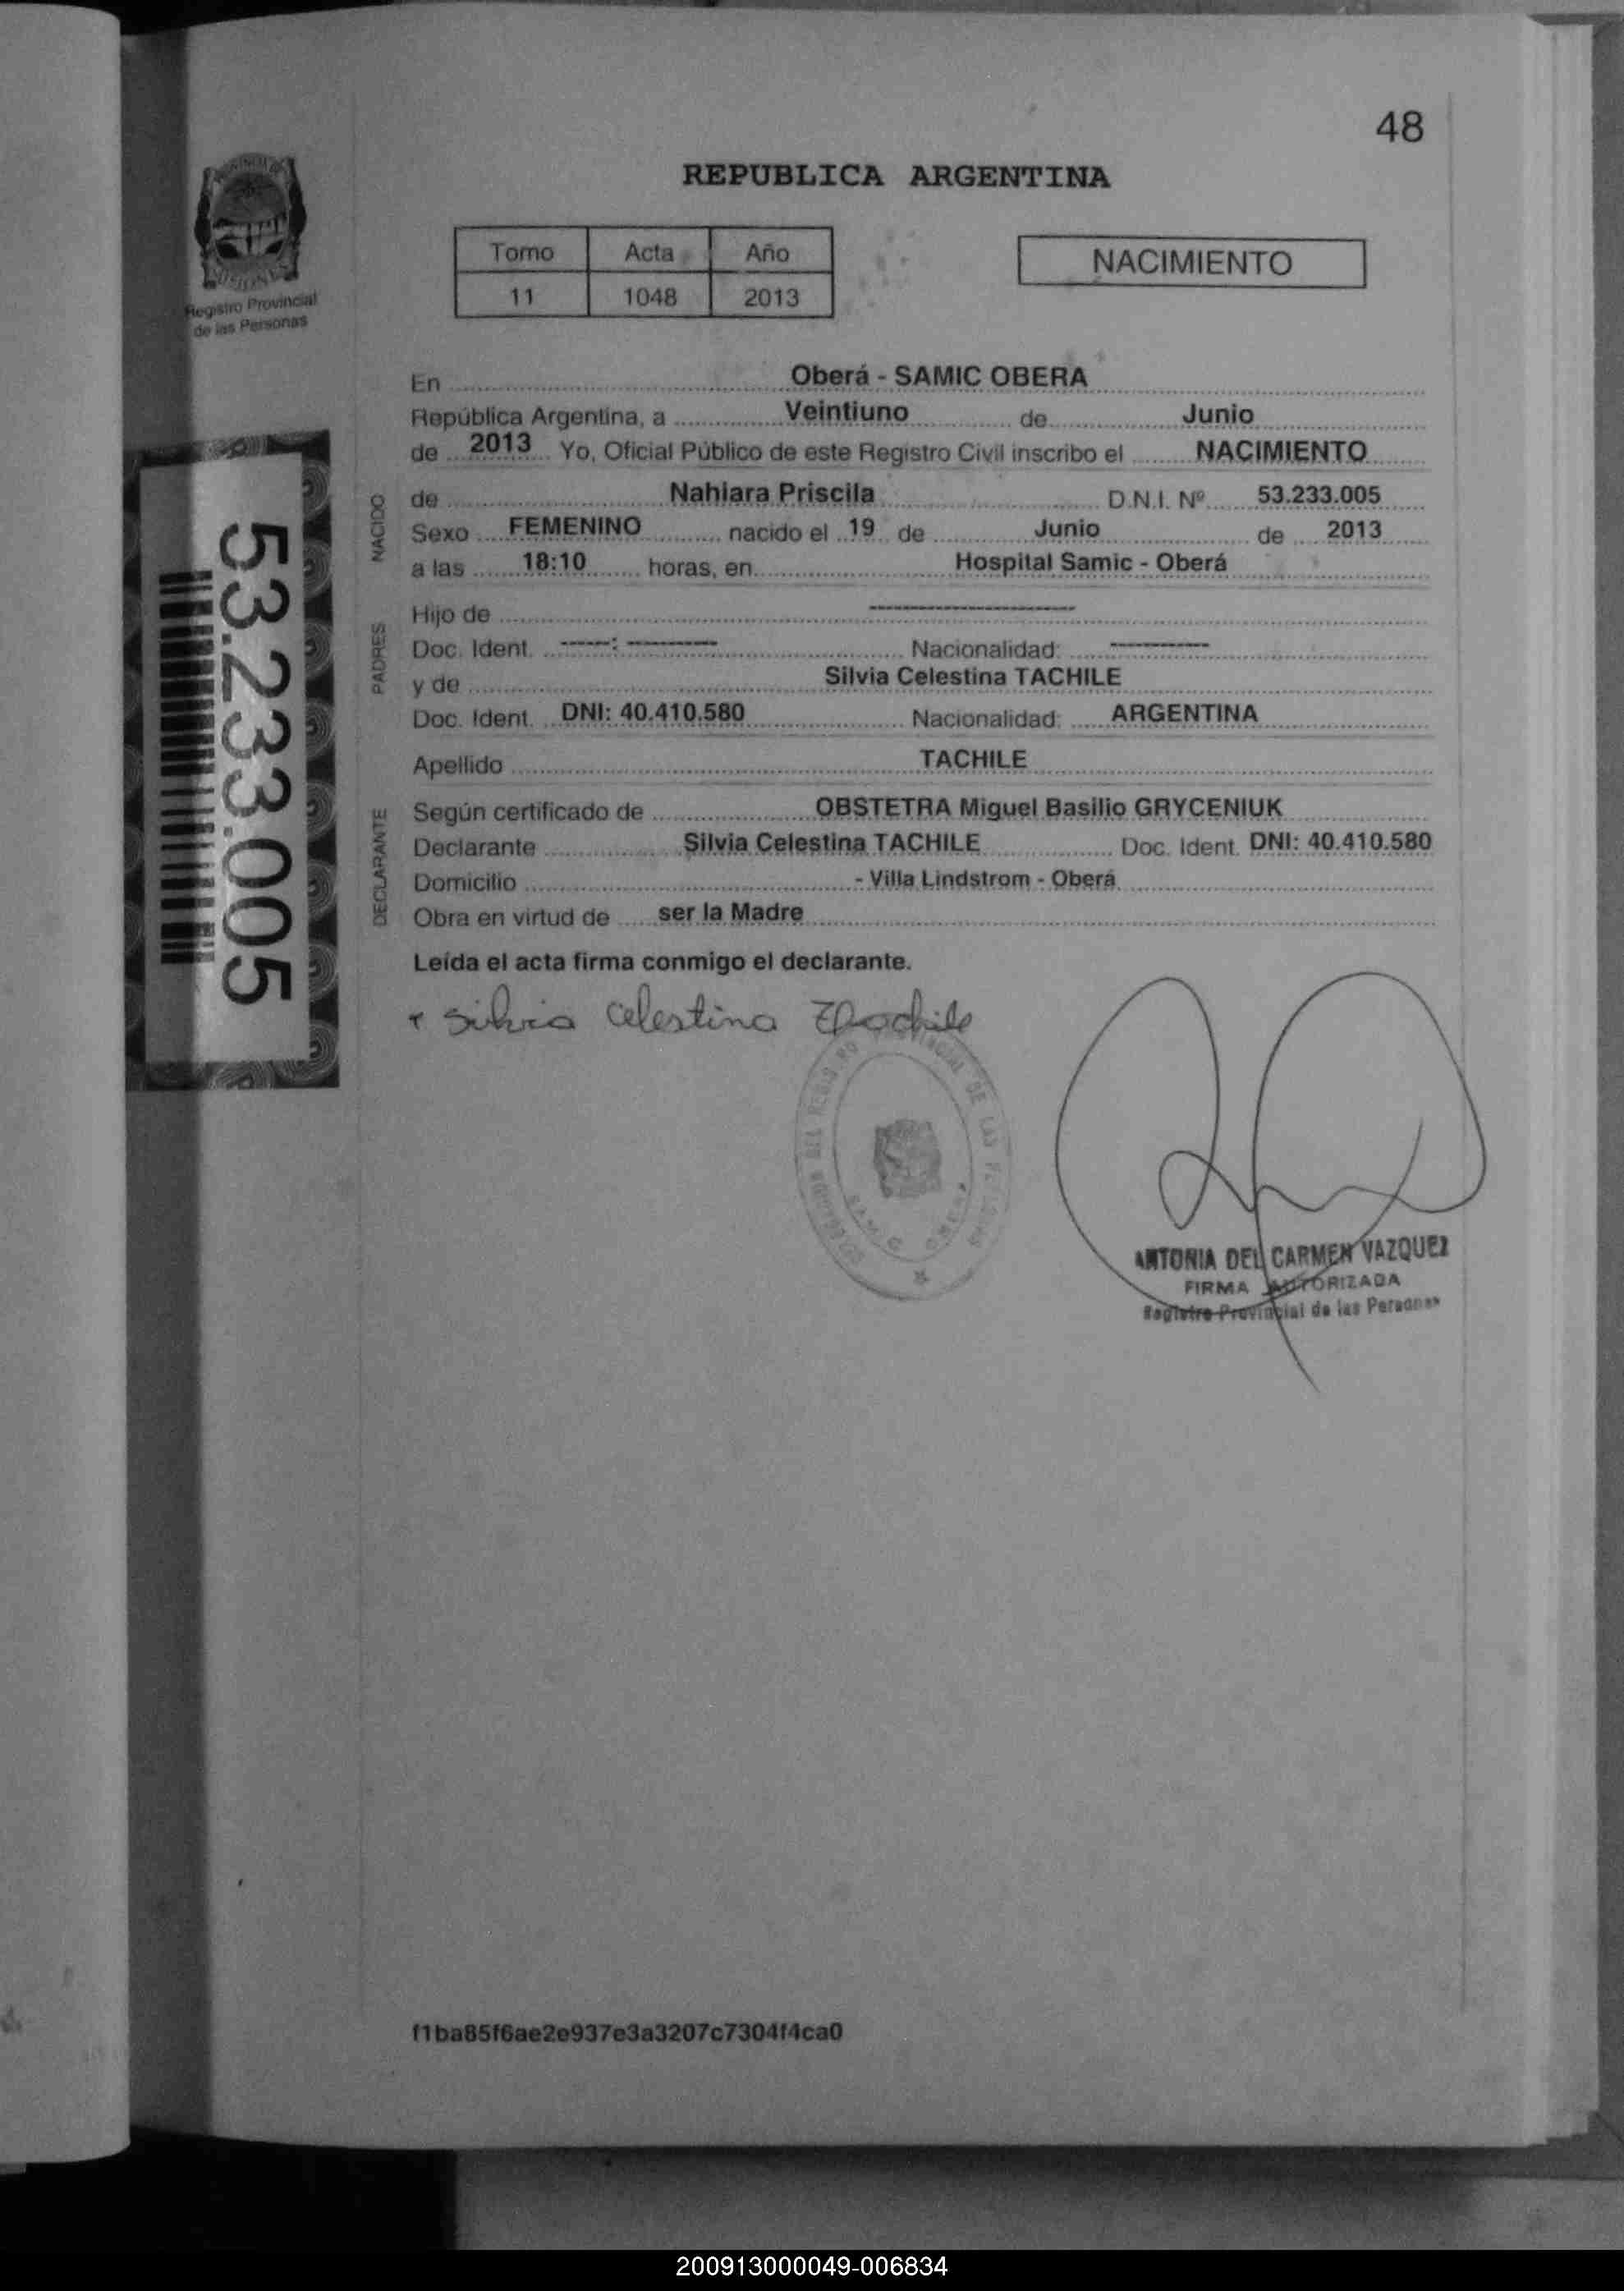 48
REPUBLICA ARGENTINA
Tomo Acta Año
11 1048 2013
NACIMIENTO
PROVINCIA DE
MISIONES
Registro Provincial
de las Personas
53.233.005
En Oberá - SAMIC OBERA
República Argentina, a Veintiuno de Junio
de 2013 Yo, Oficial Público de este Registro Civil inscribo el NACIMIENTO
NACIDO
de Nahiara Priscila D.N.I. Nº 53.233.005
Sexo FEMENINO nacido el 19 de Junio de 2013
a las 18:10 horas, en Hospital Samic - Oberá
PADRES
Hijo de --------------------
Doc. Ident. -----: --------- Nacionalidad: ----------
y de Silvia Celestina TACHILE
Doc. Ident. DNI: 40.410.580 Nacionalidad: ARGENTINA
Apellido TACHILE
DECLARANTE
Según certificado de OBSTETRA Miguel Basilio GRYCENIUK
Declarante Silvia Celestina TACHILE Doc. Ident. DNI: 40.410.580
Domicilio - Villa Lindstrom - Oberá
Obra en virtud de ser la Madre
Leída el acta firma conmigo el declarante.
Silvia Celestina
PROVINCIAL DE LAS
ANTONIA DEL CARMEN VAZQUEZ
FIRMA AUTORIZADA
Registro Provincial de las Personas
f1ba85f6ae2e937e3a3207c7304f4ca0
200913000049-006834